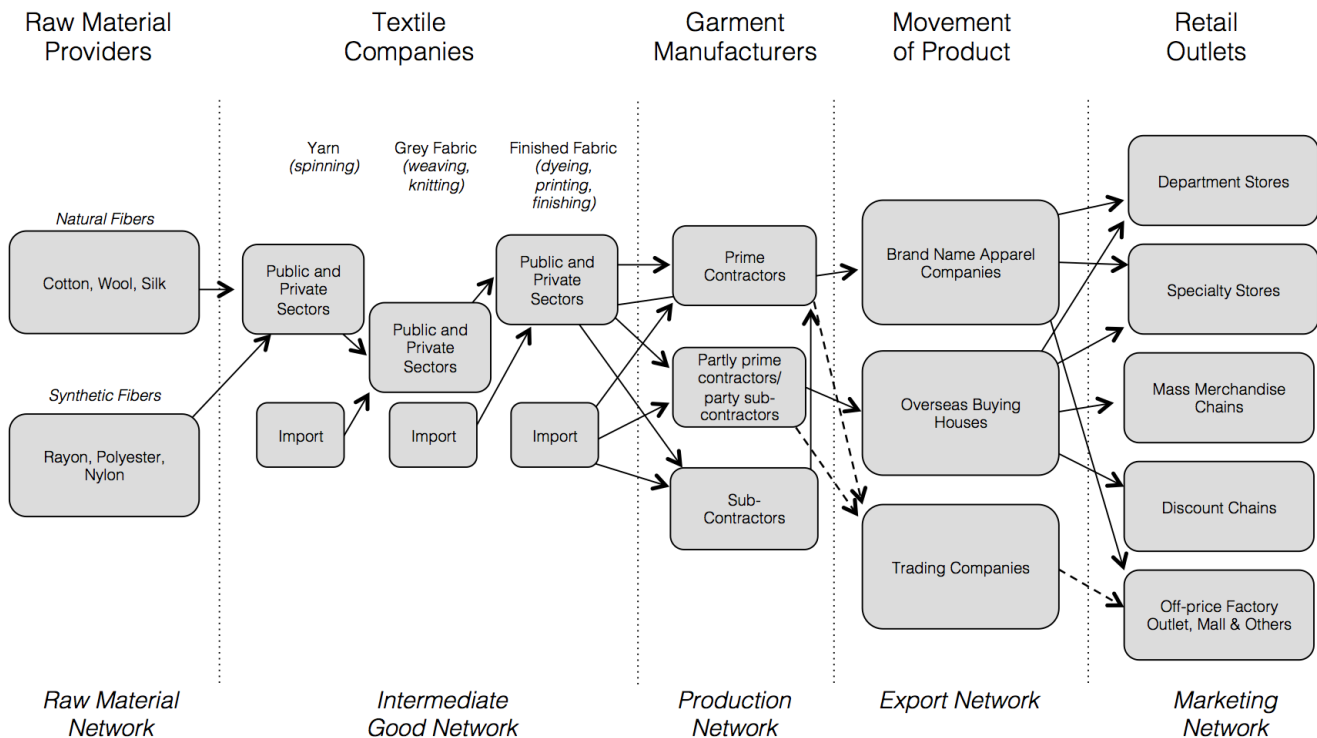 Raw Material
Providers
Textile
Companies
Garment
Manufacturers
Movement
of Product
Retail
Outlets
Yarn
(spinning)
Grey Fabric
(weaving,
knitting)
Finished Fabric
(dyeing,
printing,
finishing)
Natural Fibers
Cotton, Wool, Silk
Synthetic Fibers
Rayon, Polyester,
Nylon
Public and
Private
Sectors
Import
Public and
Private
Sectors
Import
Public and
Private
Sectors
Import
Prime
Contractors
Partly prime
contractors/
party sub-
contractors
Sub-
Contractors
Brand Name Apparel
Companies
Overseas Buying
Houses
Trading Companies
Department Stores
Specialty Stores
Mass Merchandise
Chains
Discount Chains
Off-price Factory
Outlet, Mall & Others
Raw Material
Network
Intermediate
Good Network
Production
Network
Export Network
Marketing
Network